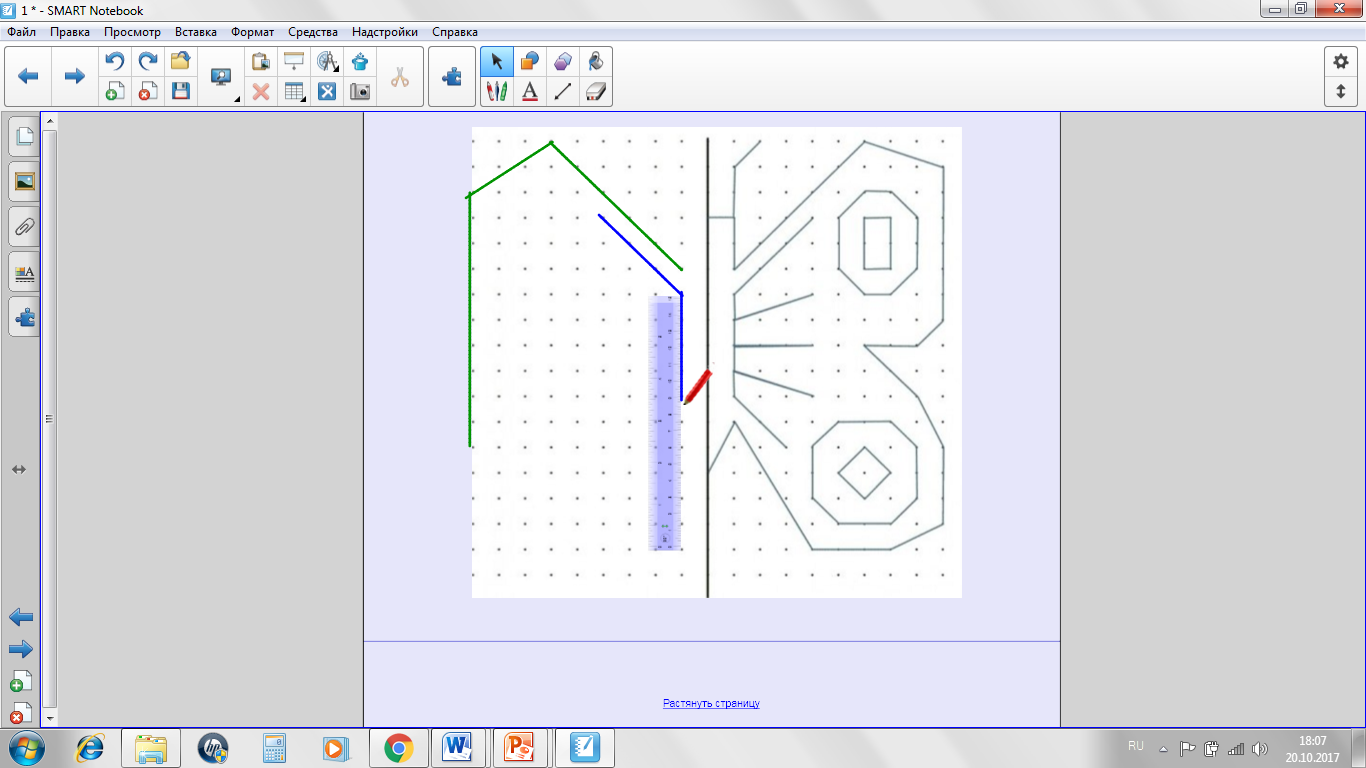 1 * - SMART Notebook
Файл Правка Просмотр Вставка Формат Средства Надстройки Справка
Растянуть страницу
RU
18:07
20.10.2017